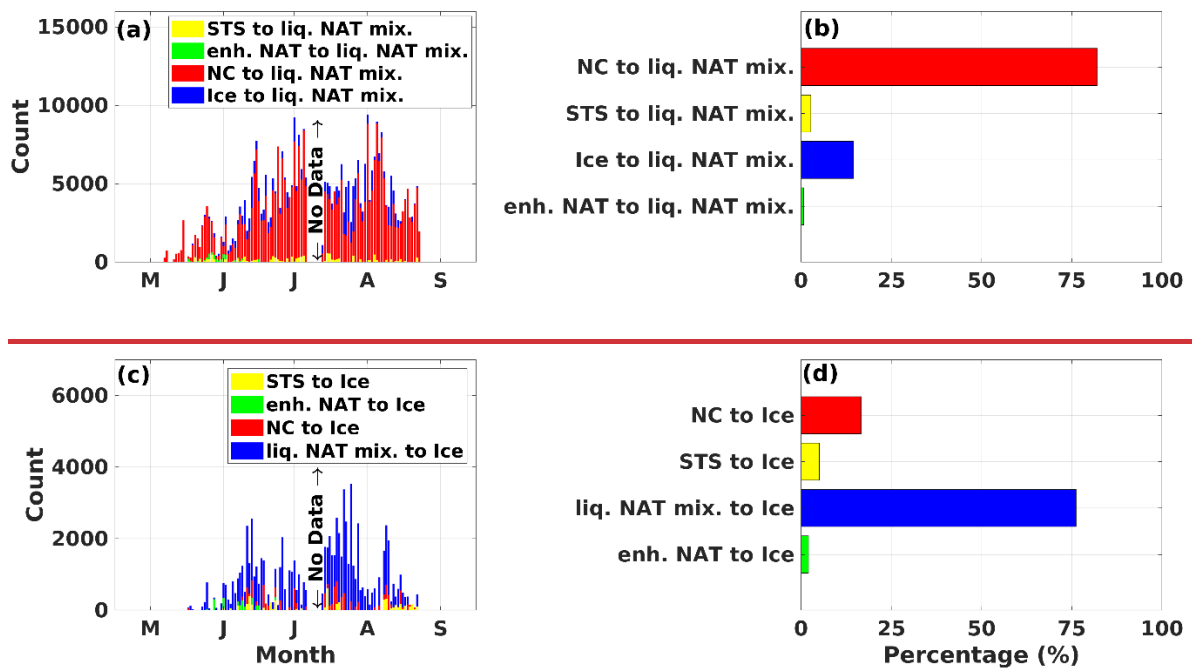 (a)
STS to liq. NAT mix.
enh. NAT to liq. NAT mix.
NC to liq. NAT mix.
Ice to liq. NAT mix.
15000
10000
5000
0
Count
← No Data →
M J J A S
(b)
NC to liq. NAT mix.
STS to liq. NAT mix.
Ice to liq. NAT mix.
enh. NAT to liq. NAT mix.
0 25 50 75 100
(c)
STS to Ice
enh. NAT to Ice
NC to Ice
liq. NAT mix. to Ice
6000
4000
2000
0
Count
← No Data →
M J J A S
Month
(d)
NC to Ice
STS to Ice
liq. NAT mix. to Ice
enh. NAT to Ice
0 25 50 75 100
Percentage (%)